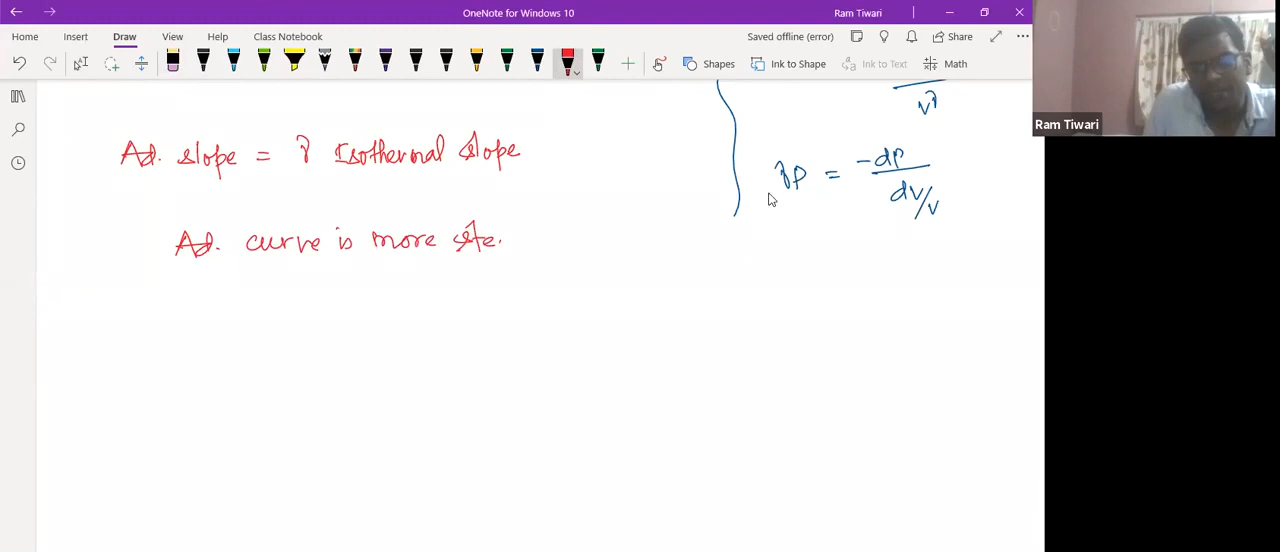 OneNote for Windows 10
Ram Tiwari
Home Insert Draw View Help Class Notebook
Saved offline (error)
Share
Shapes
Ink to Shape
Ink to Text
Math
Ram Tiwari
Ad. slope = γ Isothermal slope
Ad. curve is more ste.
V^γ
γP = -dP / dV/V